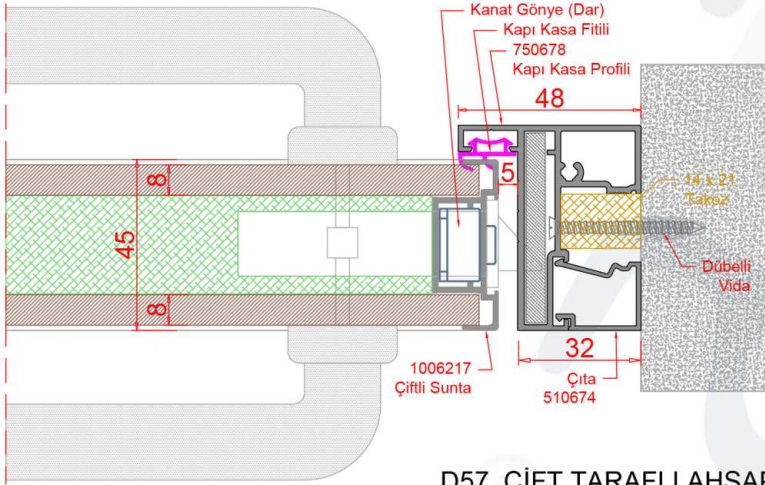 Kanat Gönye (Dar)
Kapı Kasa Fitili
750678
Kapı Kasa Profili
48
5
8
45
8
14 x 21
Takoz
Dübelli
Vida
32
1006217
Çiftli Sunta
Çıta
510674
D57 ÇİFT TARAFLI AHŞAP